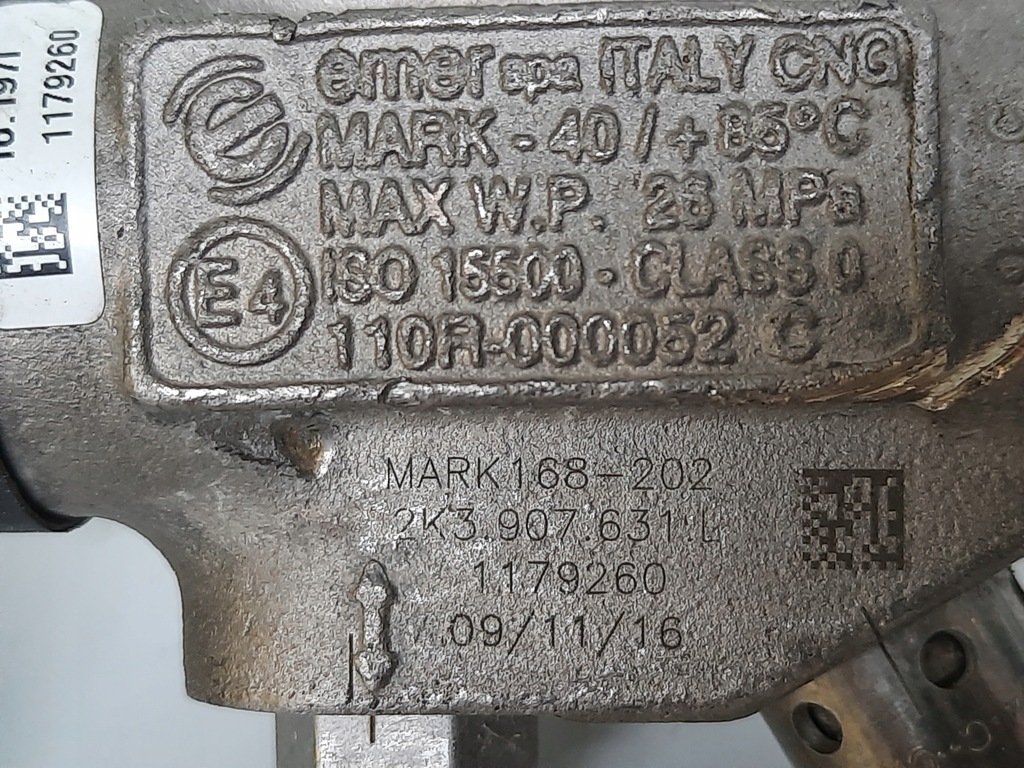 1179260
emer spa ITALY CNG
MARK - 40 / + 85°C
MAX W.P. 26 MPa
ISO 15500 - CLASS 0
E4
110R-000052 C
MARK168-202
2K3.907.631.L
1179260
09/11/16